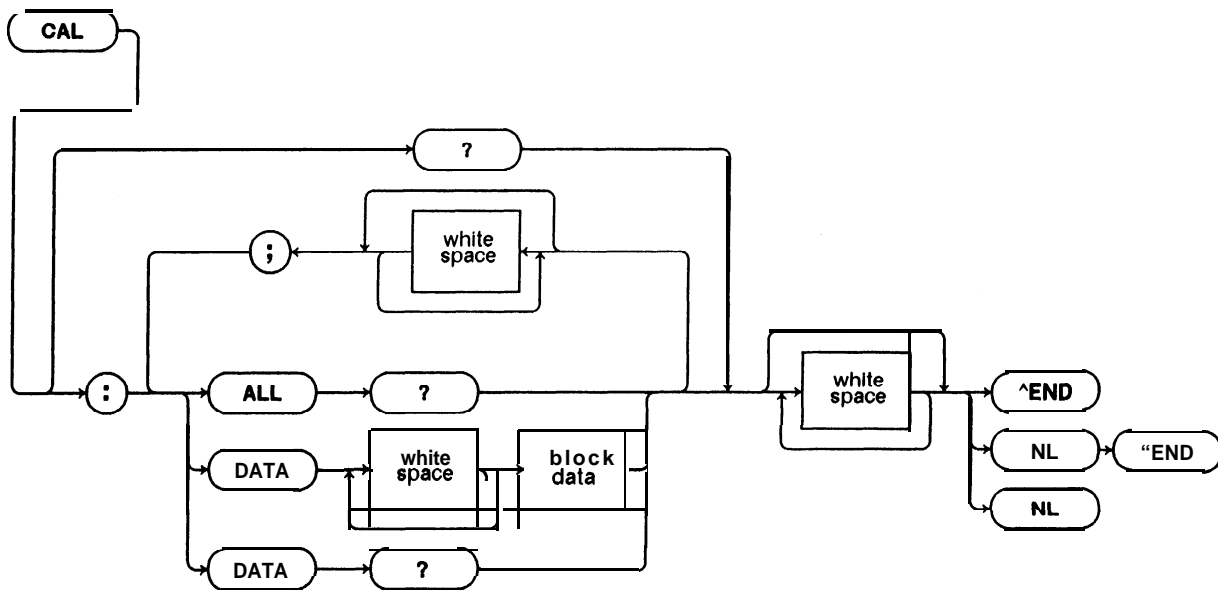 CAL
?
white
space
;
:
ALL
?
white
space
^END
DATA
white
space
block
data
NL
"END
NL
DATA
?